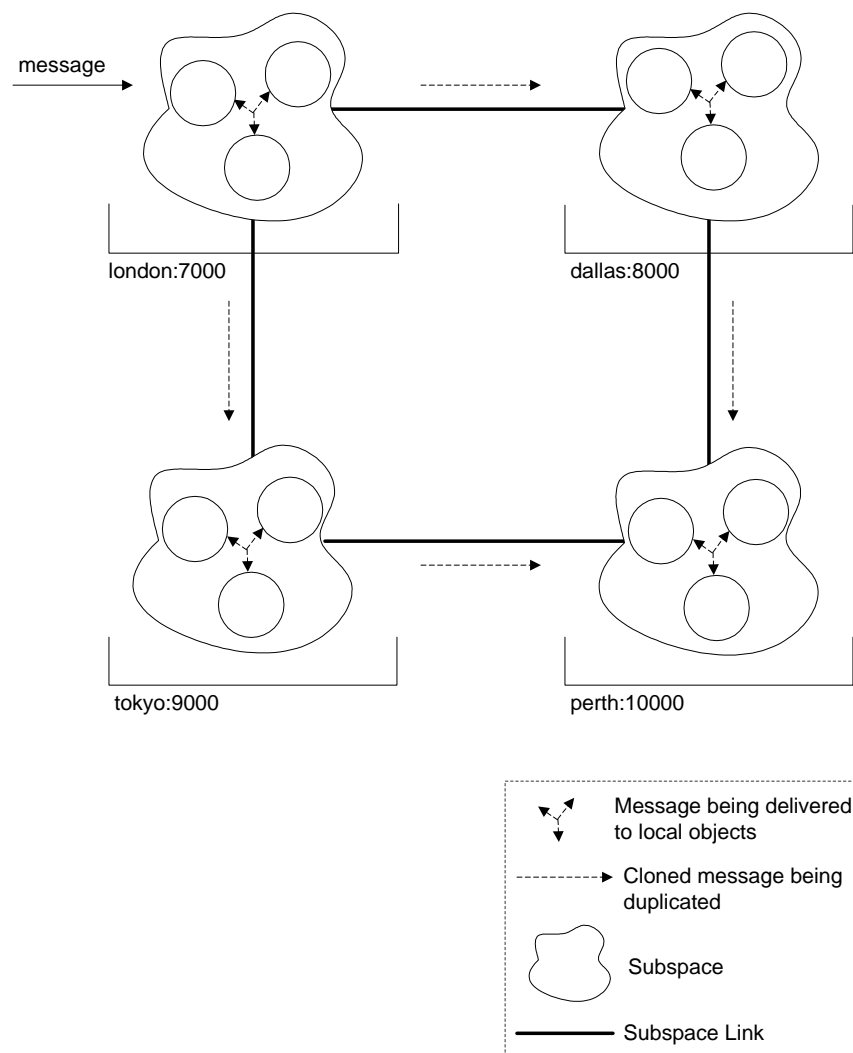 message
london:7000
dallas:8000
tokyo:9000
perth:10000
Message being delivered
to local objects
Cloned message being
duplicated
Subspace
Subspace Link